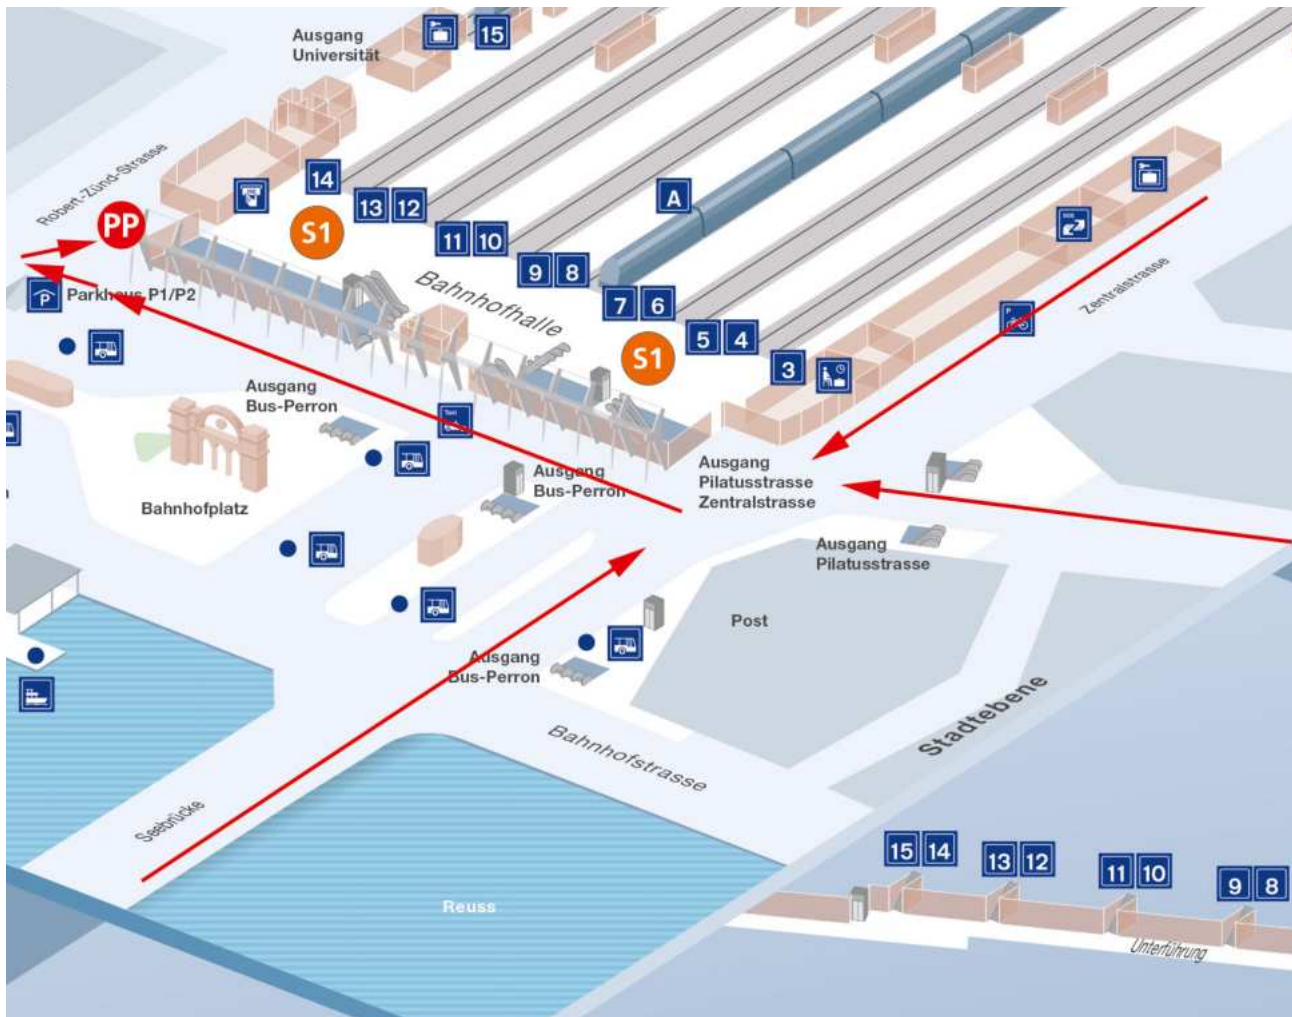 Ausgang
Universität
15
Robert-Zünd-Strasse
14
13 12
A
SOS
PP
S1
11 10
9 8
Bahnhofhalle
7 6
Zentralstrasse
P
P
Parkhaus P1/P2
S1
5 4
3
Ausgang
Bus-Perron
Taxi
Ausgang
Bus-Perron
Ausgang
Pilatusstrasse
Zentralstrasse
Bahnhofplatz
Ausgang
Pilatusstrasse
Post
Ausgang
Bus-Perron
Stadtebene
Bahnhofstrasse
Seebrücke
Reuss
15 14
13 12
11 10
9 8
Unterführung